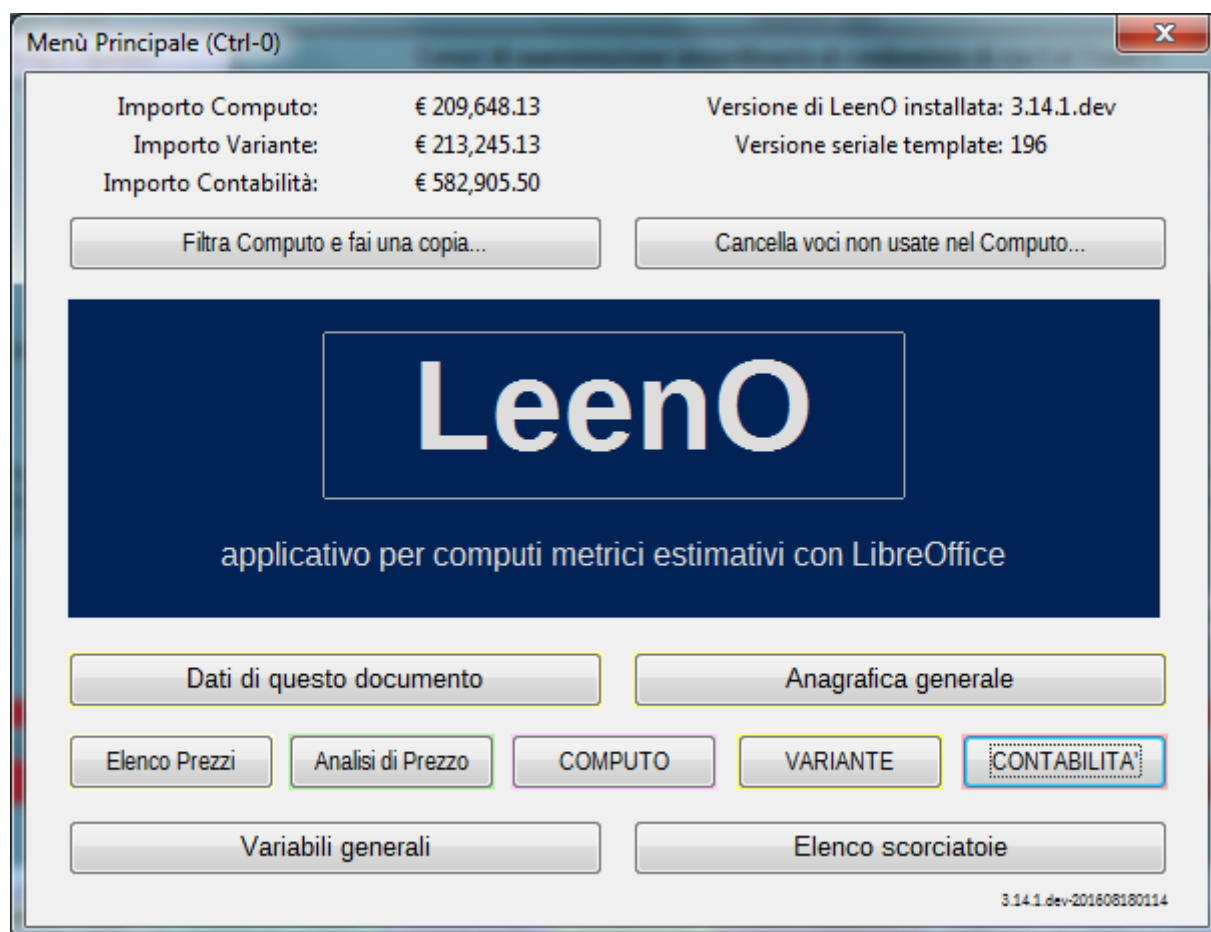 Menù Principale (Ctrl-0)
Importo Computo: € 209,648.13 Versione di LeenO installata: 3.14.1.dev
Importo Variante: € 213,245.13 Versione seriale template: 196
Importo Contabilità: € 582,905.50
Filtra Computo e fai una copia... Cancella voci non usate nel Computo...
LeenO
applicativo per computi metrici estimativi con LibreOffice
Dati di questo documento Anagrafica generale
Elenco Prezzi Analisi di Prezzo COMPUTO VARIANTE CONTABILITA'
Variabili generali Elenco scorciatoie
3.14.1.dev-201608180114